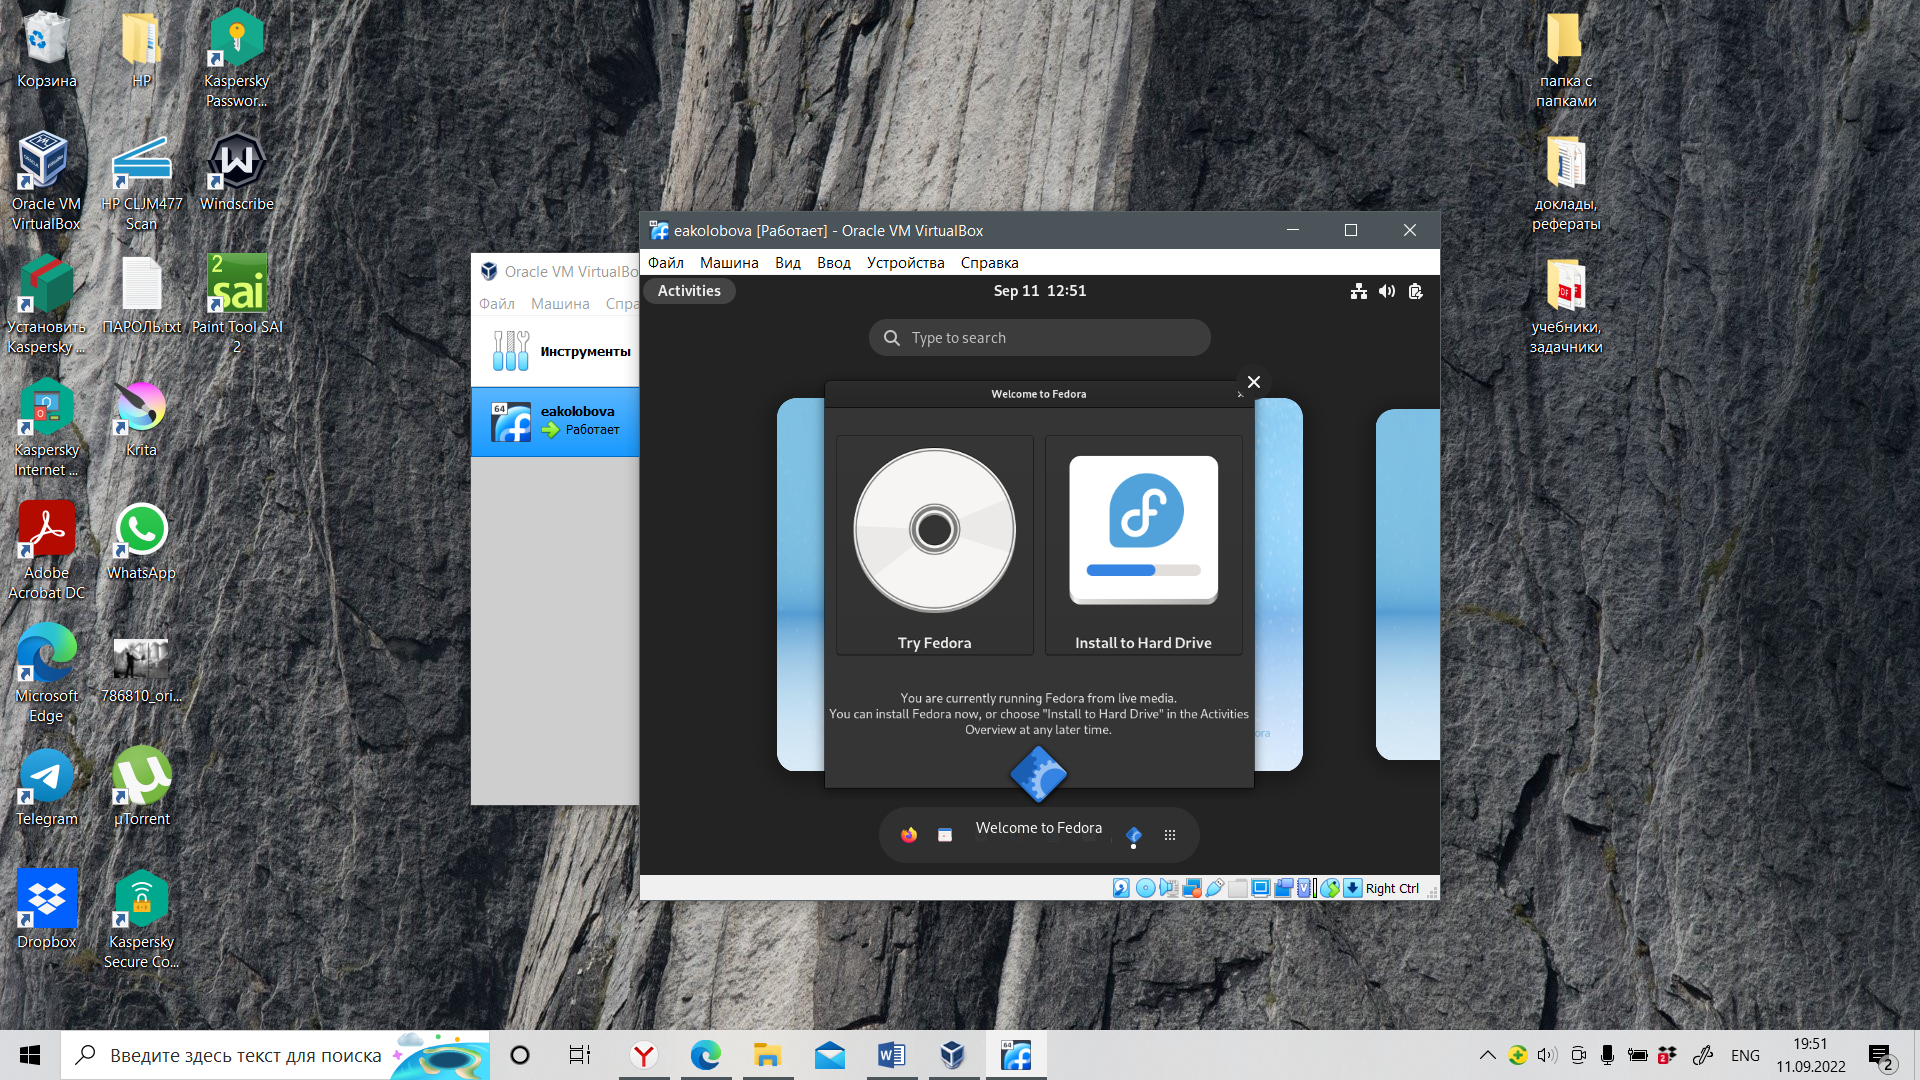 Корзина
HP
Kaspersky
Passwor...
Oracle VM
VirtualBox
HP CLJM477
Scan
Windscribe
Установить
Kaspersky ...
ПАРОЛЬ.txt
2
sai
Paint Tool SAI
2
Kaspersky
Internet ...
Krita
Adobe
Acrobat DC
WhatsApp
Microsoft
Edge
786810_ori...
Telegram
µTorrent
Dropbox
Kaspersky
Secure Co...
папка с
папками
доклады,
рефераты
PDF
учебники,
задачники
Oracle VM VirtualBo
Файл Машина Спра
Инструменты
64
eakolobova
Работает
eakolobova [Работает] - Oracle VM VirtualBox
Файл Машина Вид Ввод Устройства Справка
Activities
Sep 11 12:51
Type to search
Welcome to Fedora
Try Fedora
Install to Hard Drive
You are currently running Fedora from live media.
You can install Fedora now, or choose "Install to Hard Drive" in the Activities
Overview at any later time.
ora
Welcome to Fedora
Right Ctrl
Введите здесь текст для поиска
64
ENG
19:51
11.09.2022
2